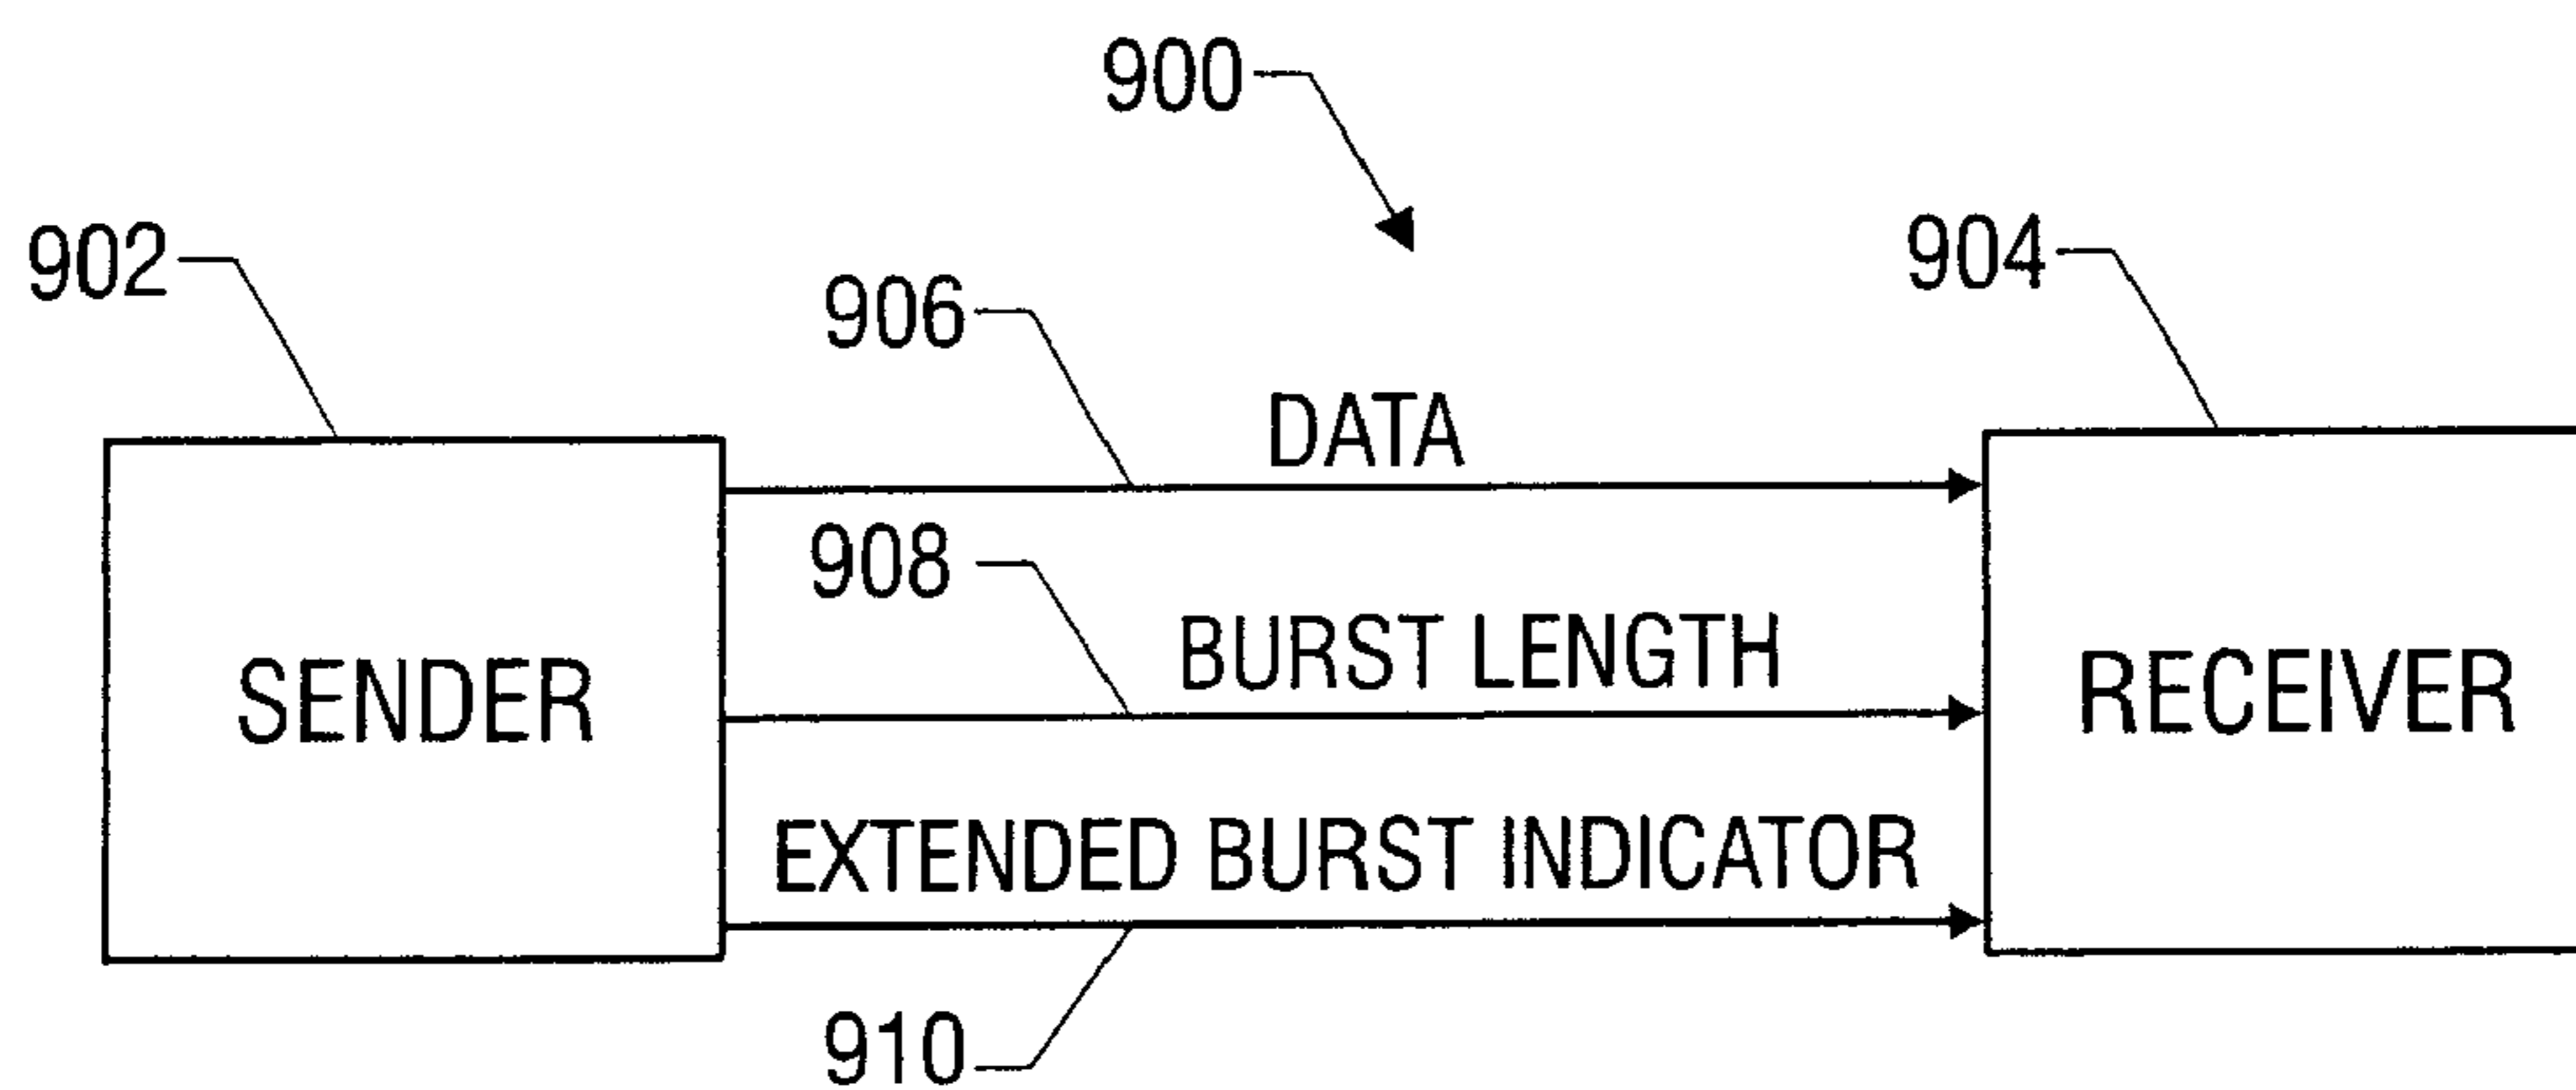 900
902
904
906
DATA
908
BURST LENGTH
SENDER
RECEIVER
EXTENDED BURST INDICATOR
910